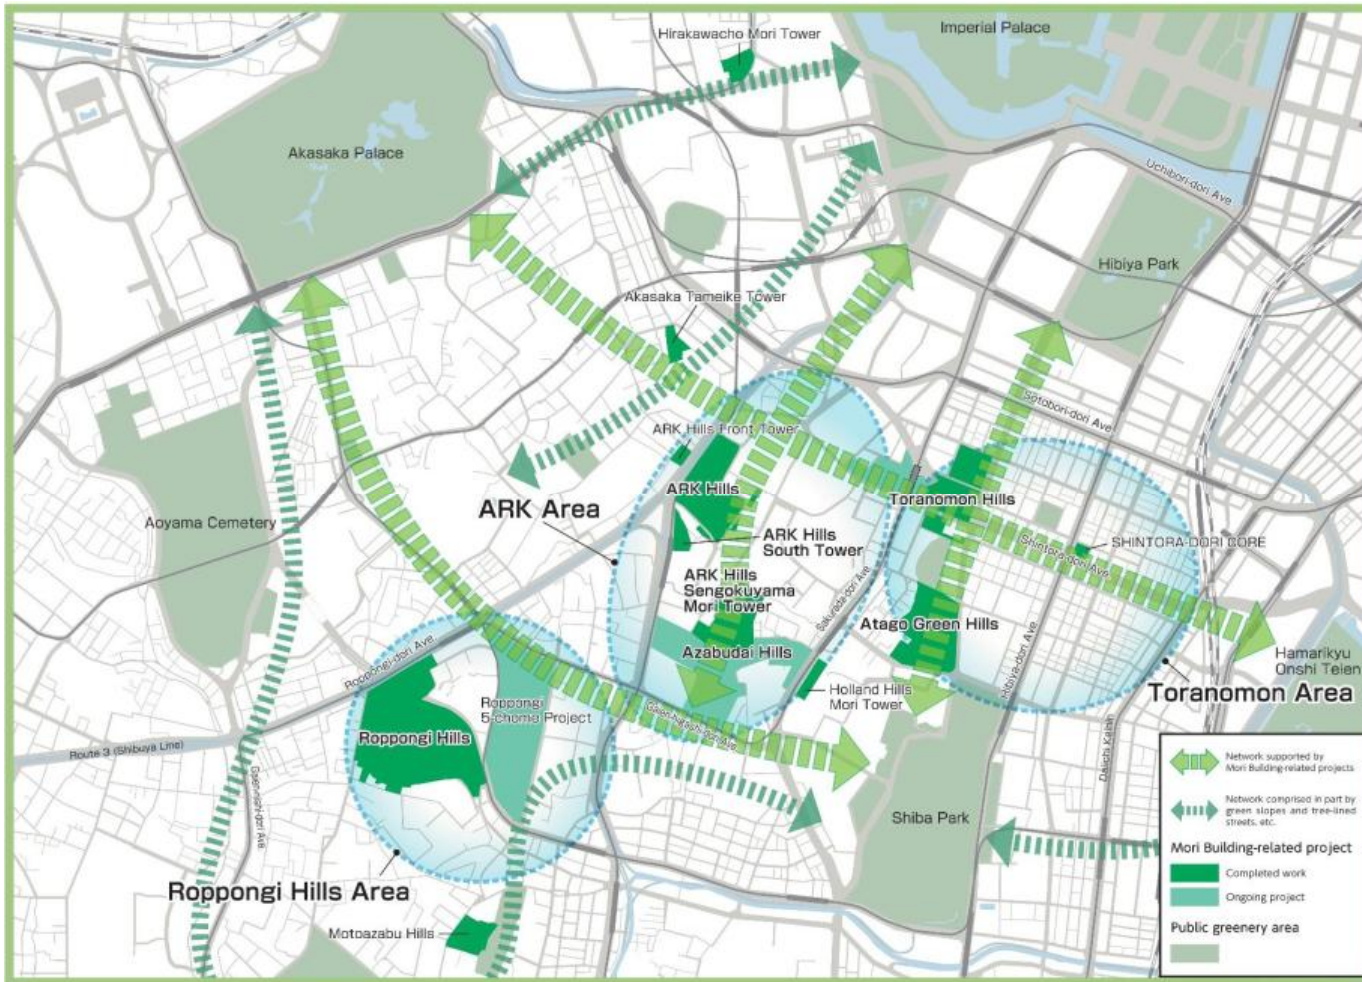 Hirakawacho Mori Tower
Imperial Palace
Akasaka Palace
Uchibori-dori Ave.
Hibiya Park
Akasaka Tameike Tower
Sotobori-dori Ave
ARK Hills Front Tower
ARK Hills
Toranomon Hills
ARK Area
Aoyama Cemetery
ARK Hills
South Tower
Shintora-dori Ave.
SHINTORA-DORI CORE
ARK Hills
Sengokuyama
Mori Tower
Sakurada-dori Ave.
Atago Green Hills
Azabudai Hills
Hibiya-dori Ave.
Hamarikyu
Onshi Teien
Roppongi-dori Ave
Toranomon Area
Holland Hills
Mori Tower
Roppongi
5-chome Project
Gaien-higashi-dori Ave.
Roppongi Hills
Route 3 (Shibuya Line)
Gaien-nishi-dori Ave.
Daiichi Keihin
Shiba Park
Roppongi Hills Area
Motoazabu Hills
Network supported by
Mori Building-related projects
Network comprised in part by
green slopes and tree-lined
streets, etc.
Mori Building-related project
Completed work
Ongoing project
Public greenery area